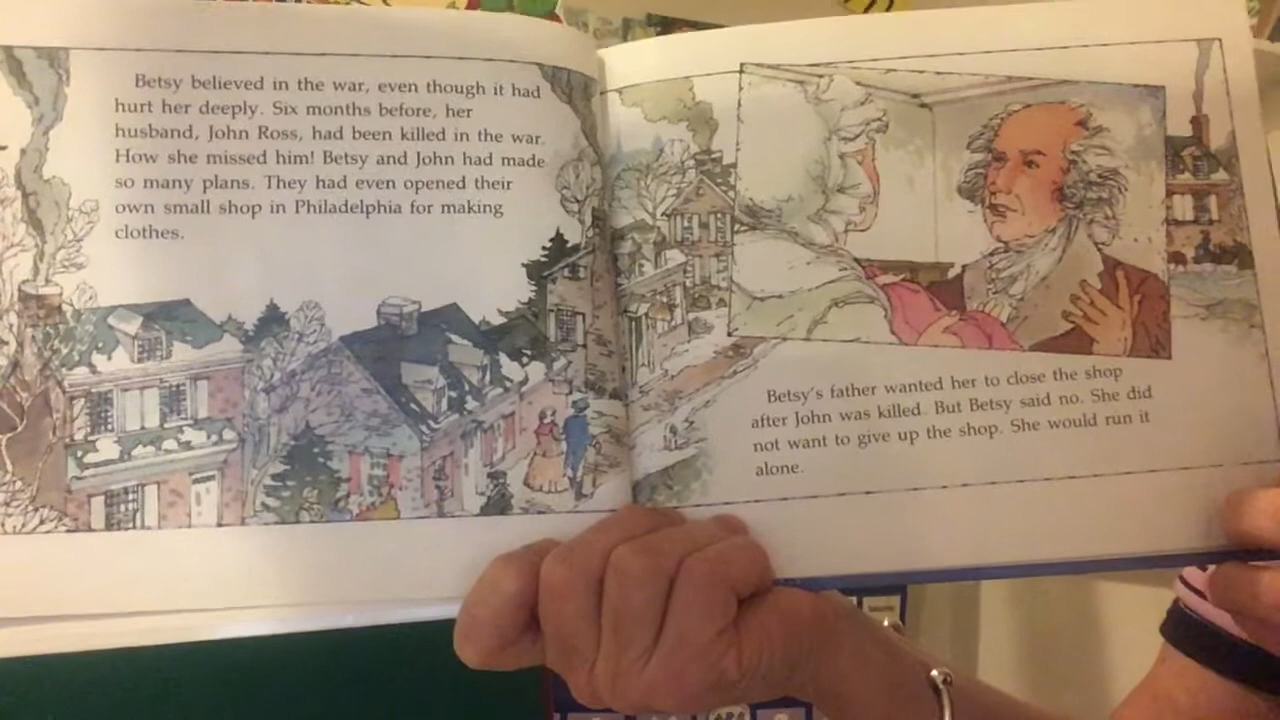 Betsy believed in the war, even though it had
hurt her deeply. Six months before, her
husband, John Ross, had been killed in the war.
How she missed him! Betsy and John had made
so many plans. They had even opened their
own small shop in Philadelphia for making
clothes.
Betsy's father wanted her to close the shop
after John was killed. But Betsy said no. She did
not want to give up the shop. She would run it
alone.